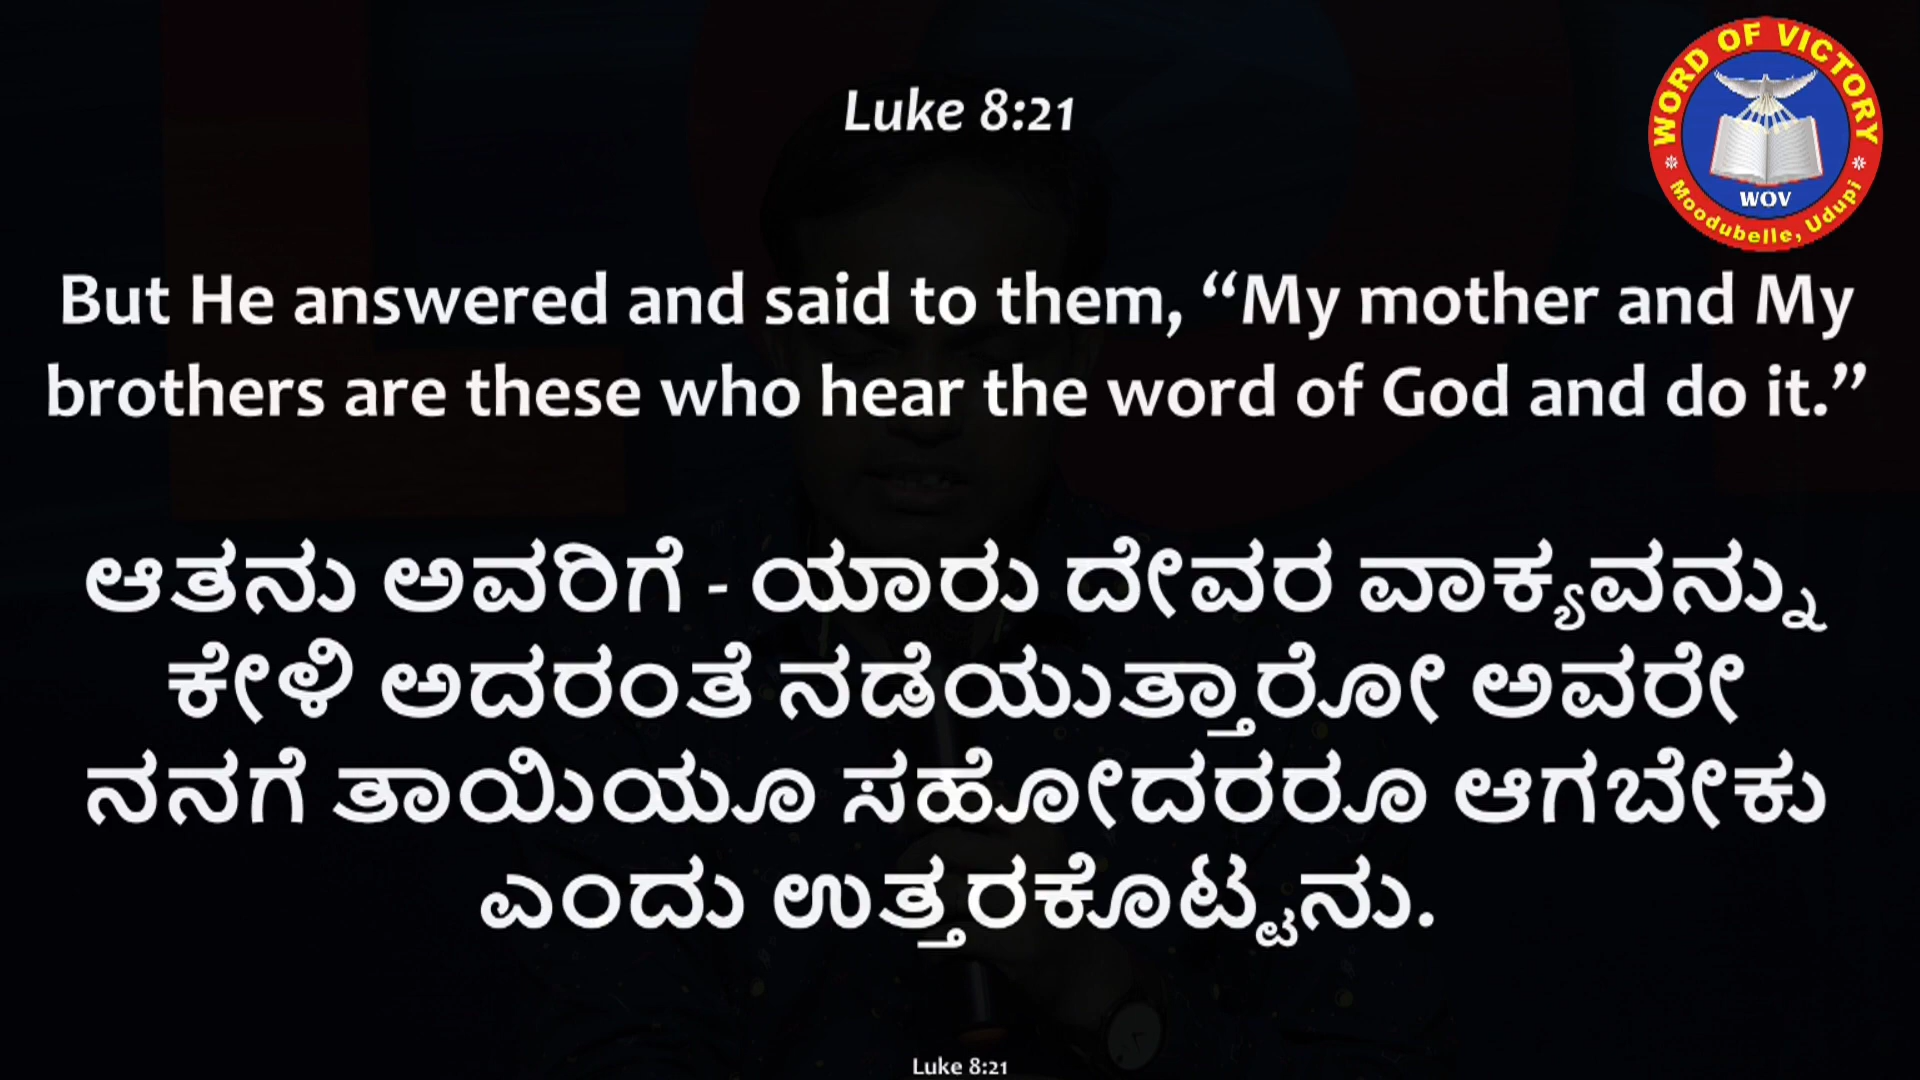 Luke 8:21
WORD OF VICTORY
WOV
Moodubelle, Udupi
But He answered and said to them, “My mother and My
brothers are these who hear the word of God and do it.”
ಆತನು ಅವರಿಗೆ - ಯಾರು ದೇವರ ವಾಕ್ಯವನ್ನು
ಕೇಳಿ ಅದರಂತೆ ನಡೆಯುತ್ತಾರೋ ಅವರೇ
ನನಗೆ ತಾಯಿಯೂ ಸಹೋದರರೂ ಆಗಬೇಕು
ಎಂದು ಉತ್ತರಕೊಟ್ಟನು.
Luke 8:21